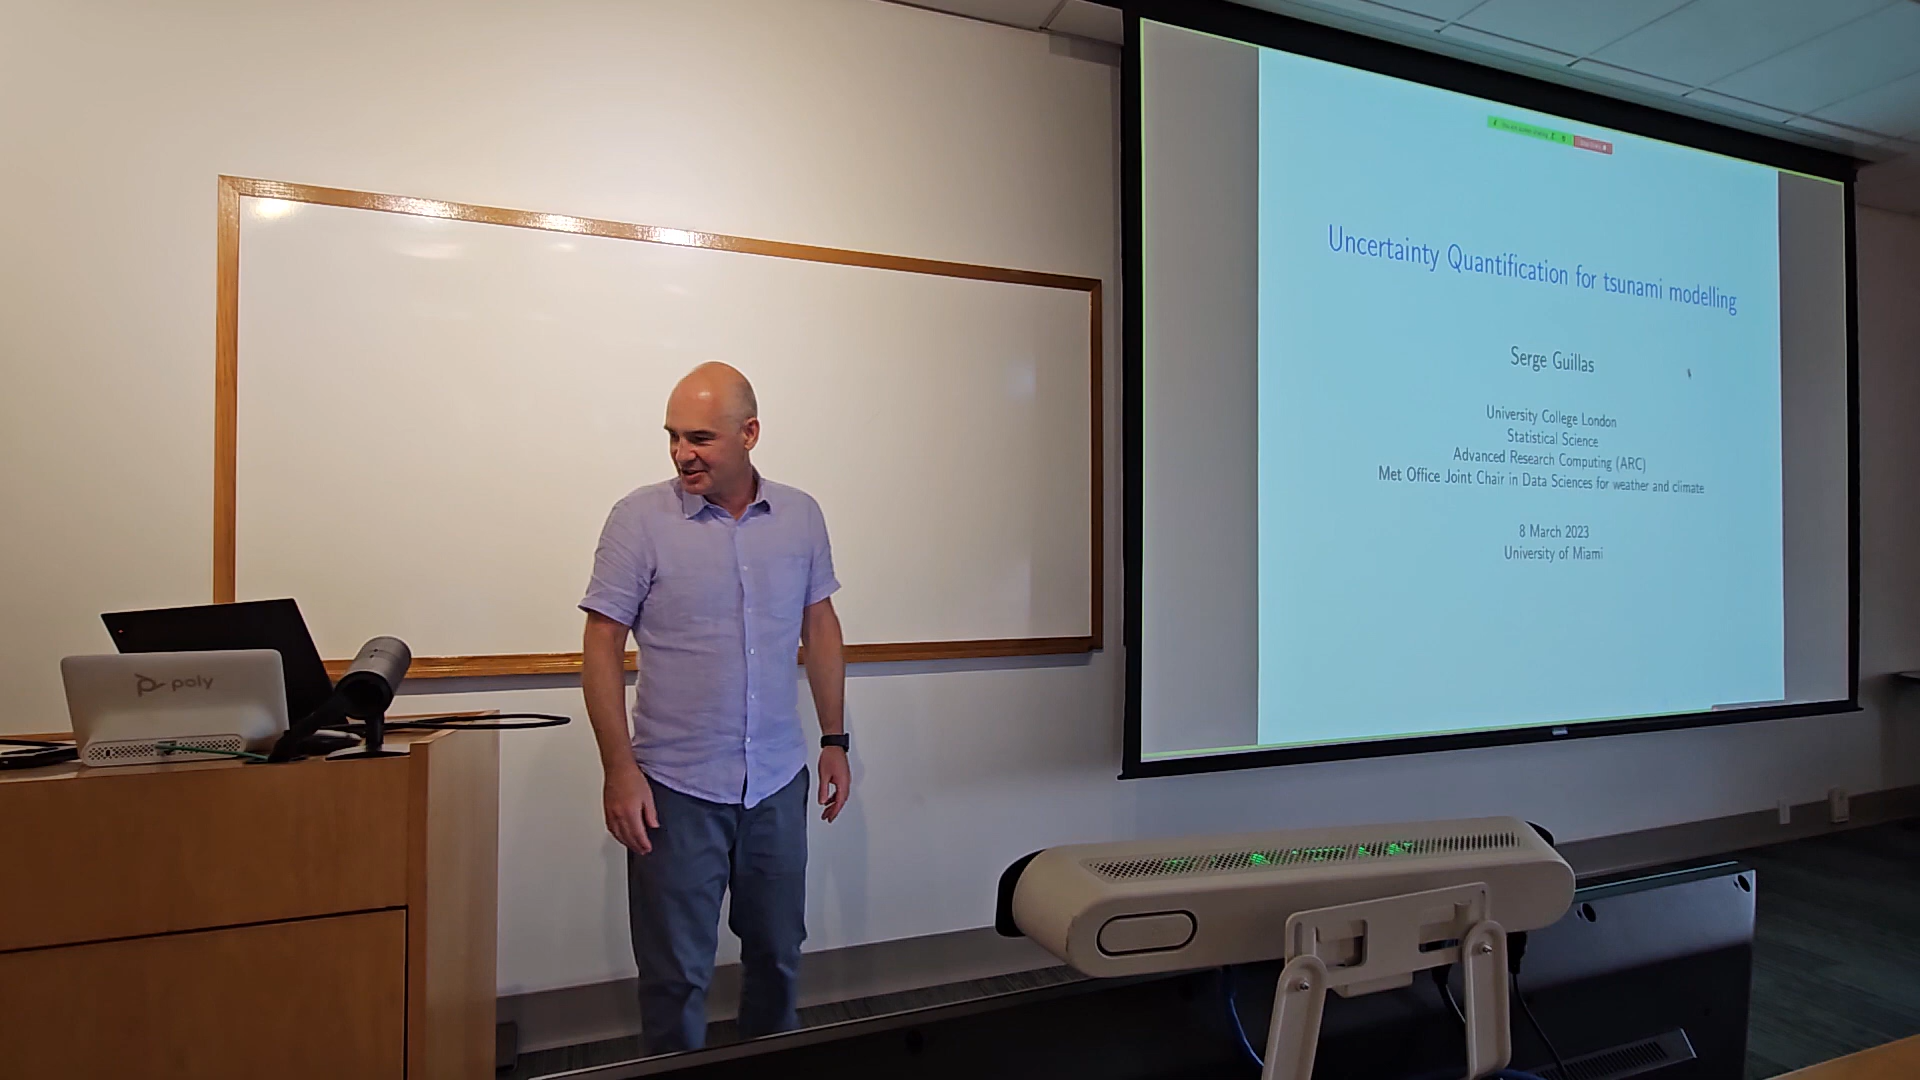 poly
Uncertainty Quantification for tsunami modelling
Serge Guillas
University College London
Statistical Science
Advanced Research Computing (ARC)
Met Office Joint Chair in Data Sciences for weather and climate
8 March 2023
University of Miami